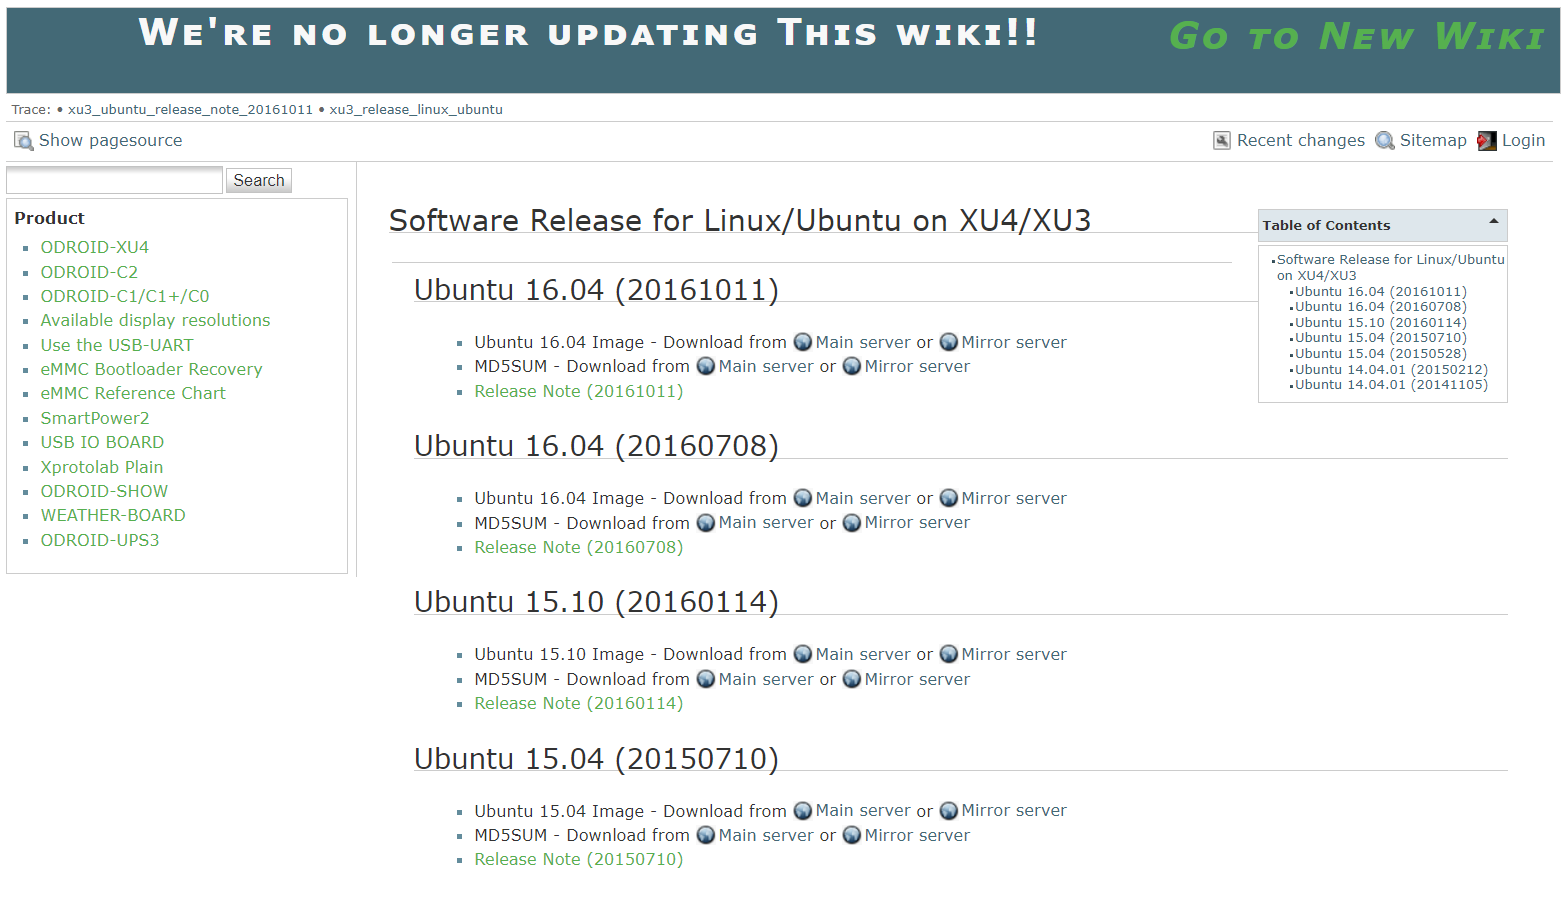 We're no longer updating This wiki!!
Go to New Wiki
Trace: • xu3_ubuntu_release_note_20161011 • xu3_release_linux_ubuntu
Show pagesource
Recent changes
Sitemap
Login
Search
Product
ODROID-XU4
ODROID-C2
ODROID-C1/C1+/C0
Available display resolutions
Use the USB-UART
eMMC Bootloader Recovery
eMMC Reference Chart
SmartPower2
USB IO BOARD
Xprotolab Plain
ODROID-SHOW
WEATHER-BOARD
ODROID-UPS3
Software Release for Linux/Ubuntu on XU4/XU3
Table of Contents
Software Release for Linux/Ubuntu
on XU4/XU3
Ubuntu 16.04 (20161011)
Ubuntu 16.04 (20160708)
Ubuntu 15.10 (20160114)
Ubuntu 15.04 (20150710)
Ubuntu 15.04 (20150528)
Ubuntu 14.04.01 (20150212)
Ubuntu 14.04.01 (20141105)
Ubuntu 16.04 (20161011)
Ubuntu 16.04 Image - Download from Main server or Mirror server
MD5SUM - Download from Main server or Mirror server
Release Note (20161011)
Ubuntu 16.04 (20160708)
Ubuntu 16.04 Image - Download from Main server or Mirror server
MD5SUM - Download from Main server or Mirror server
Release Note (20160708)
Ubuntu 15.10 (20160114)
Ubuntu 15.10 Image - Download from Main server or Mirror server
MD5SUM - Download from Main server or Mirror server
Release Note (20160114)
Ubuntu 15.04 (20150710)
Ubuntu 15.04 Image - Download from Main server or Mirror server
MD5SUM - Download from Main server or Mirror server
Release Note (20150710)